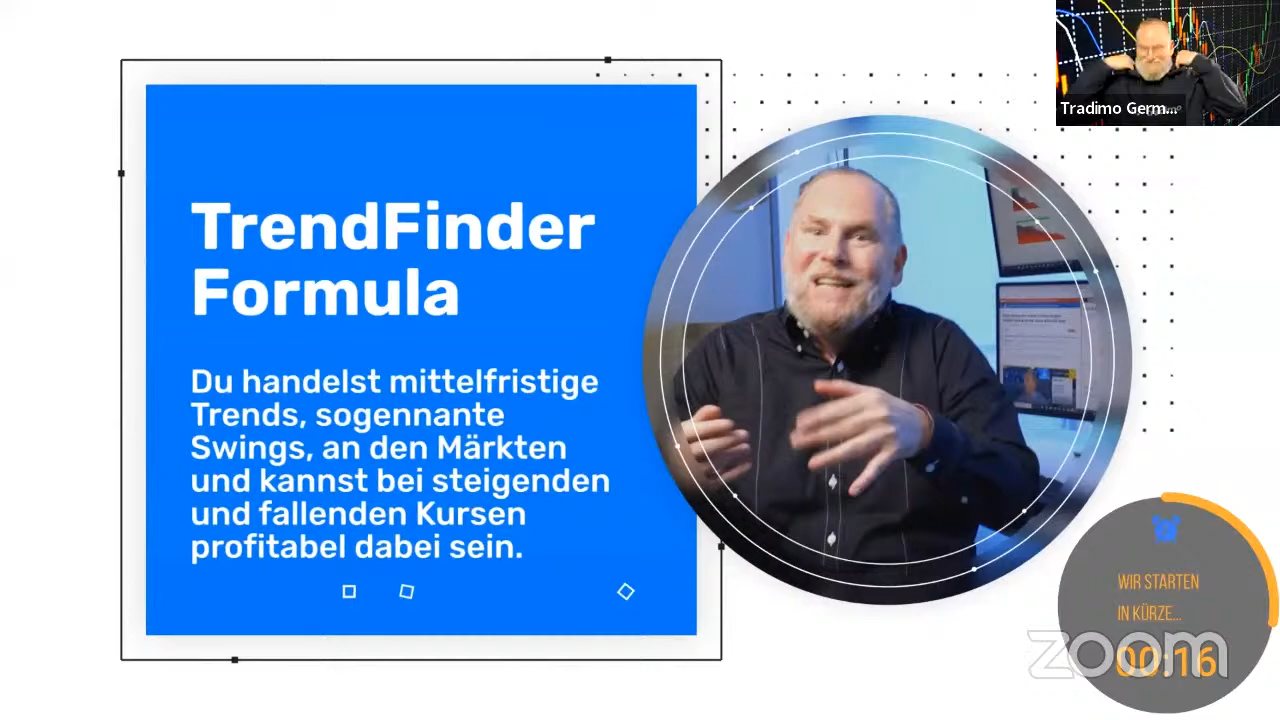 Tradimo Germ...
TrendFinder
Formula
Du handelst mittelfristige
Trends, sogennante
Swings, an den Märkten
und kannst bei steigenden
und fallenden Kursen
profitabel dabei sein.
WIR STARTEN
IN KÜRZE...
00:16
zoom